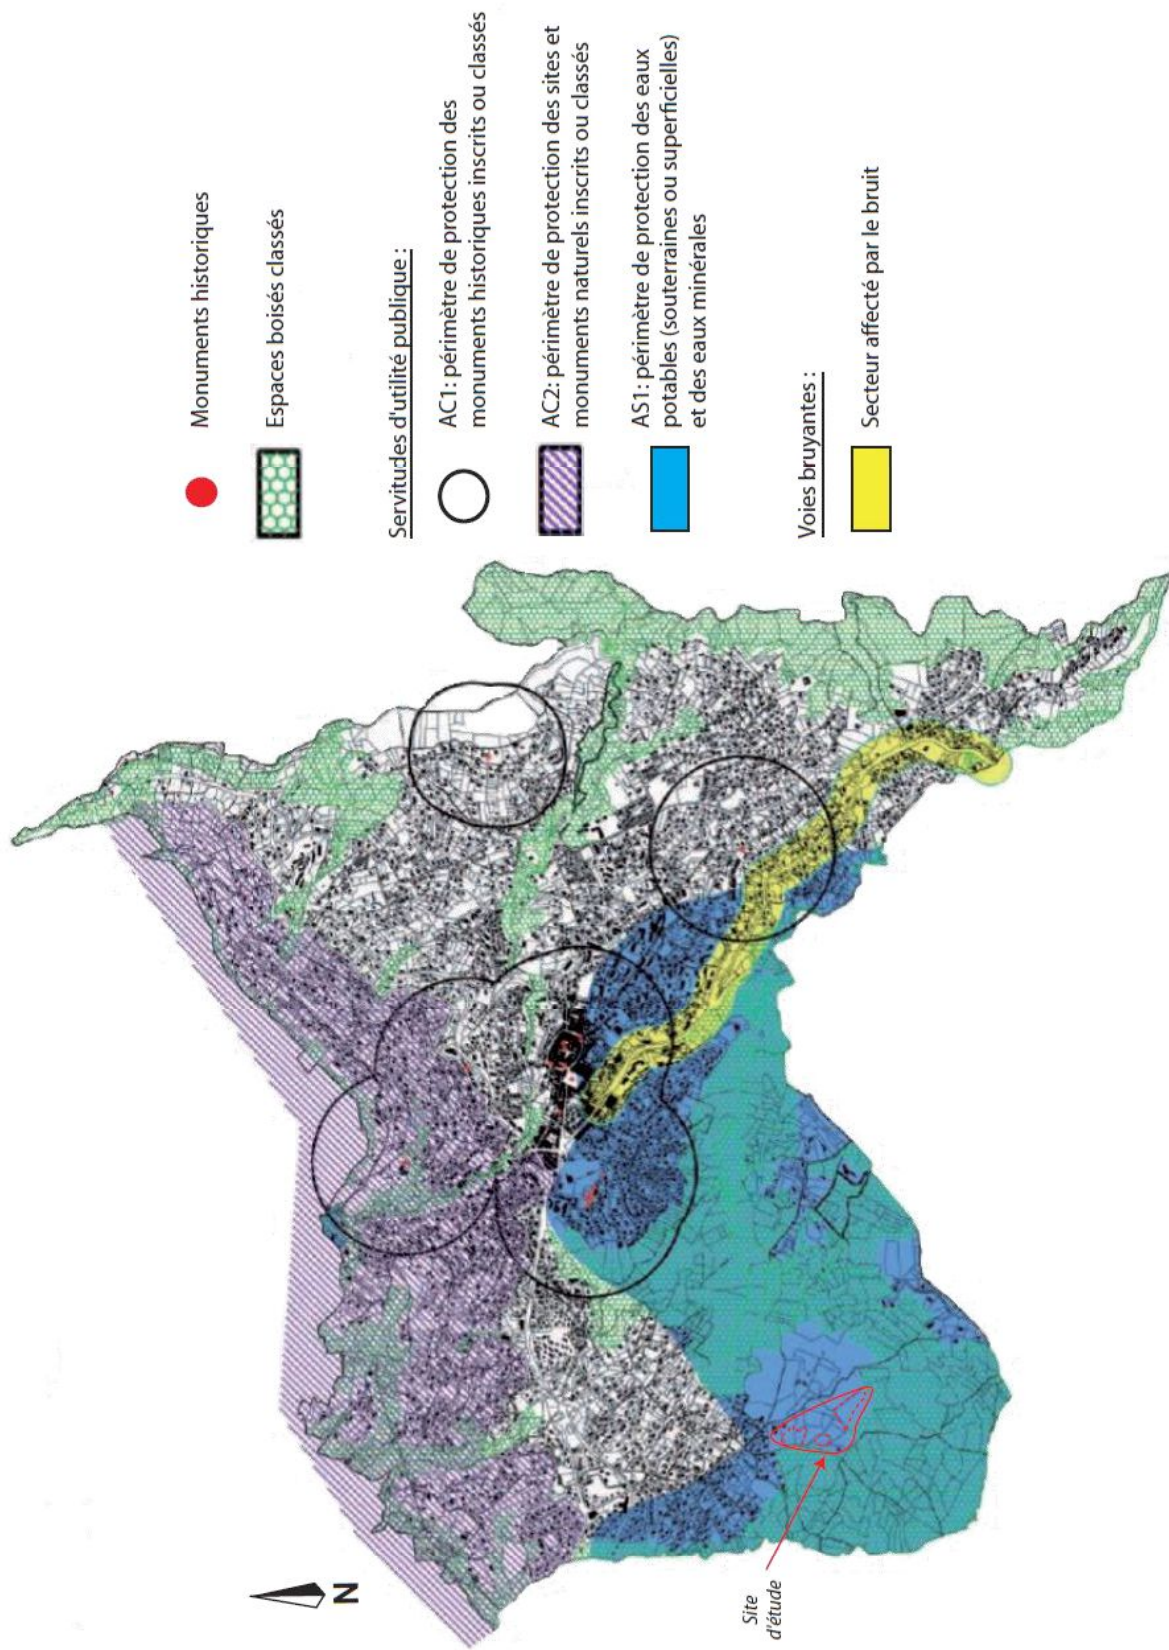 Monuments historiques
Espaces boisés classés
Servitudes d'utilité publique :
AC1: périmètre de protection des
monuments historiques inscrits ou classés
AC2: périmètre de protection des sites et
monuments naturels inscrits ou classés
AS1: périmètre de protection des eaux
potables (souterraines ou superficielles)
et des eaux minérales
Voies bruyantes :
Secteur affecté par le bruit
N
Site
d'étude